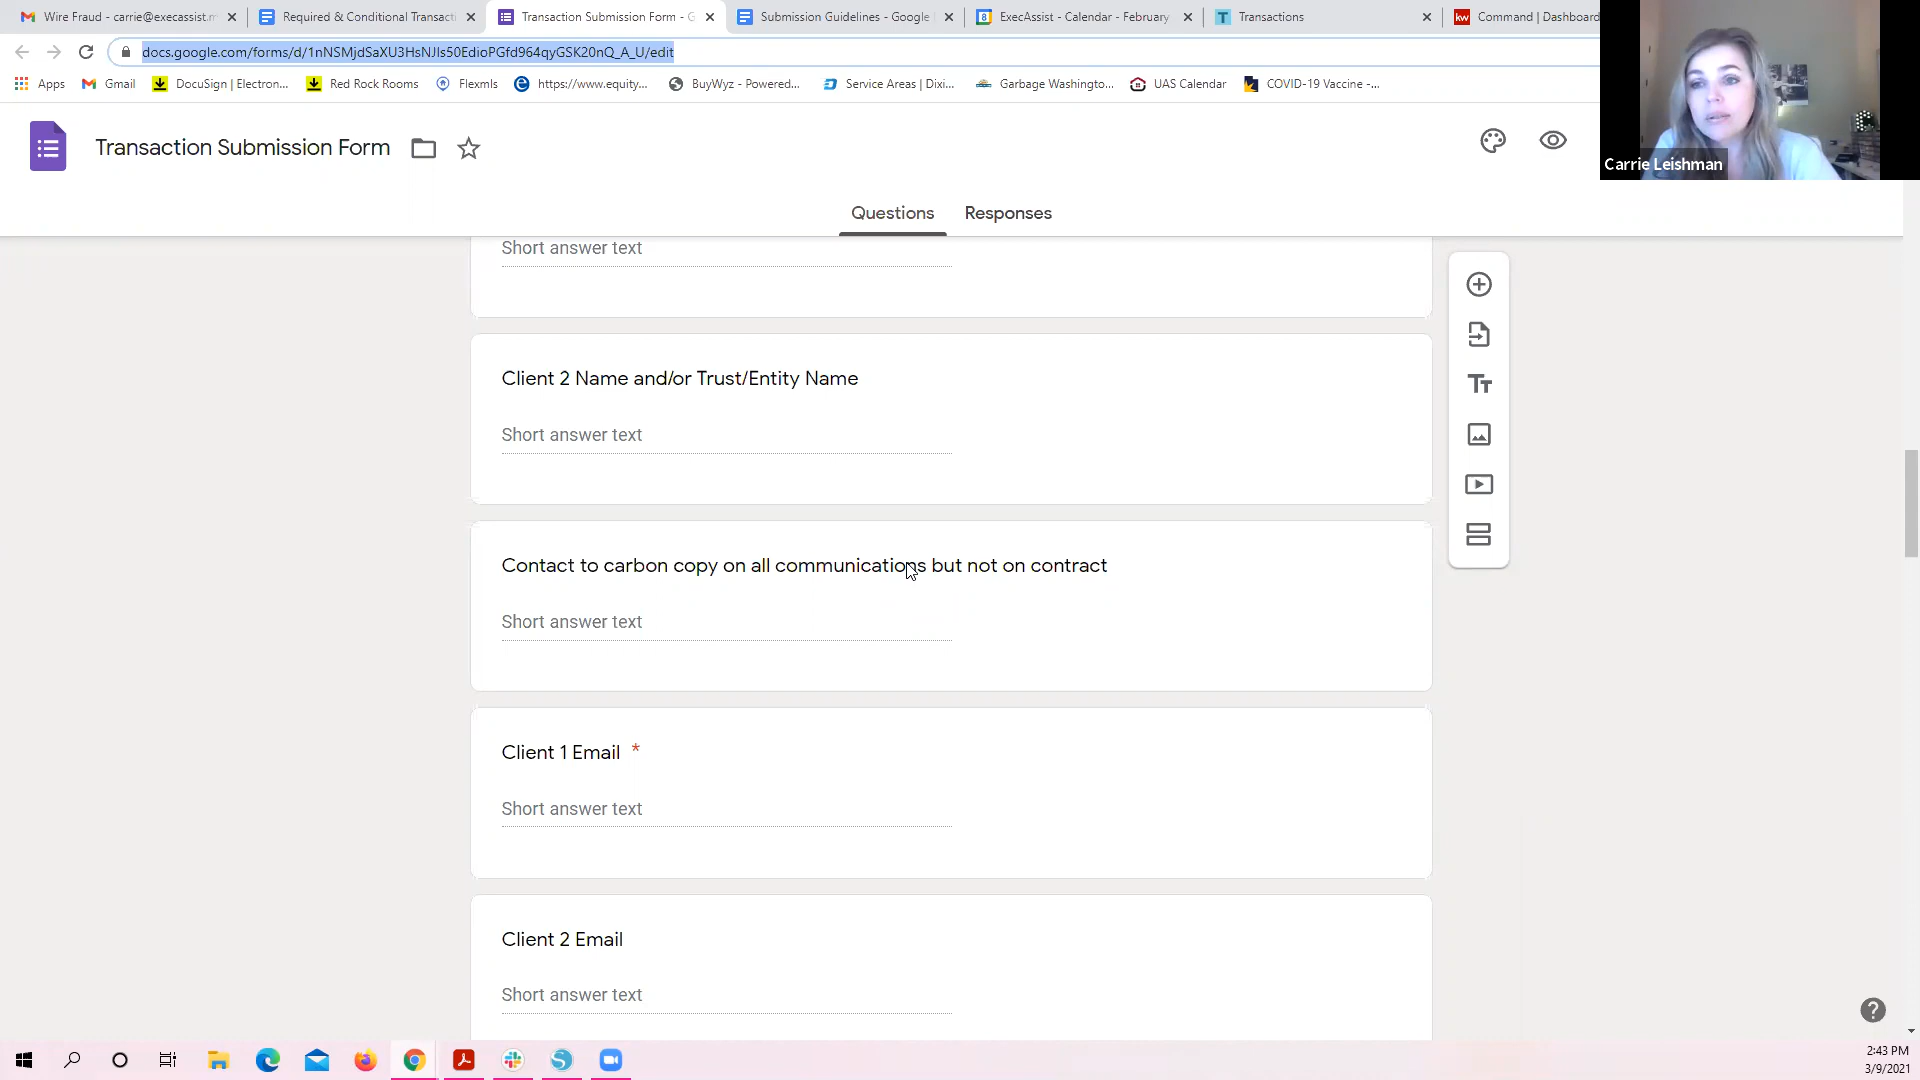 Wire Fraud - carrie@execassist.m
Required & Conditional Transacti
Transaction Submission Form - G
Submission Guidelines - Google
ExecAssist - Calendar - February
Transactions
Command | Dashboard
docs.google.com/forms/d/1nNSMjdSaXU3HsNJIs50EdioPGfd964qyGSK20nQ_A_U/edit
Apps
Gmail
DocuSign | Electron...
Red Rock Rooms
Flexmls
https://www.equity...
BuyWyz - Powered...
Service Areas | Dixi...
Garbage Washingto...
UAS Calendar
COVID-19 Vaccine -...
Transaction Submission Form
Carrie Leishman
Questions
Responses
Short answer text
Client 2 Name and/or Trust/Entity Name
Short answer text
Contact to carbon copy on all communications but not on contract
Short answer text
Client 1 Email *
Short answer text
Client 2 Email
Short answer text
2:43 PM
3/9/2021